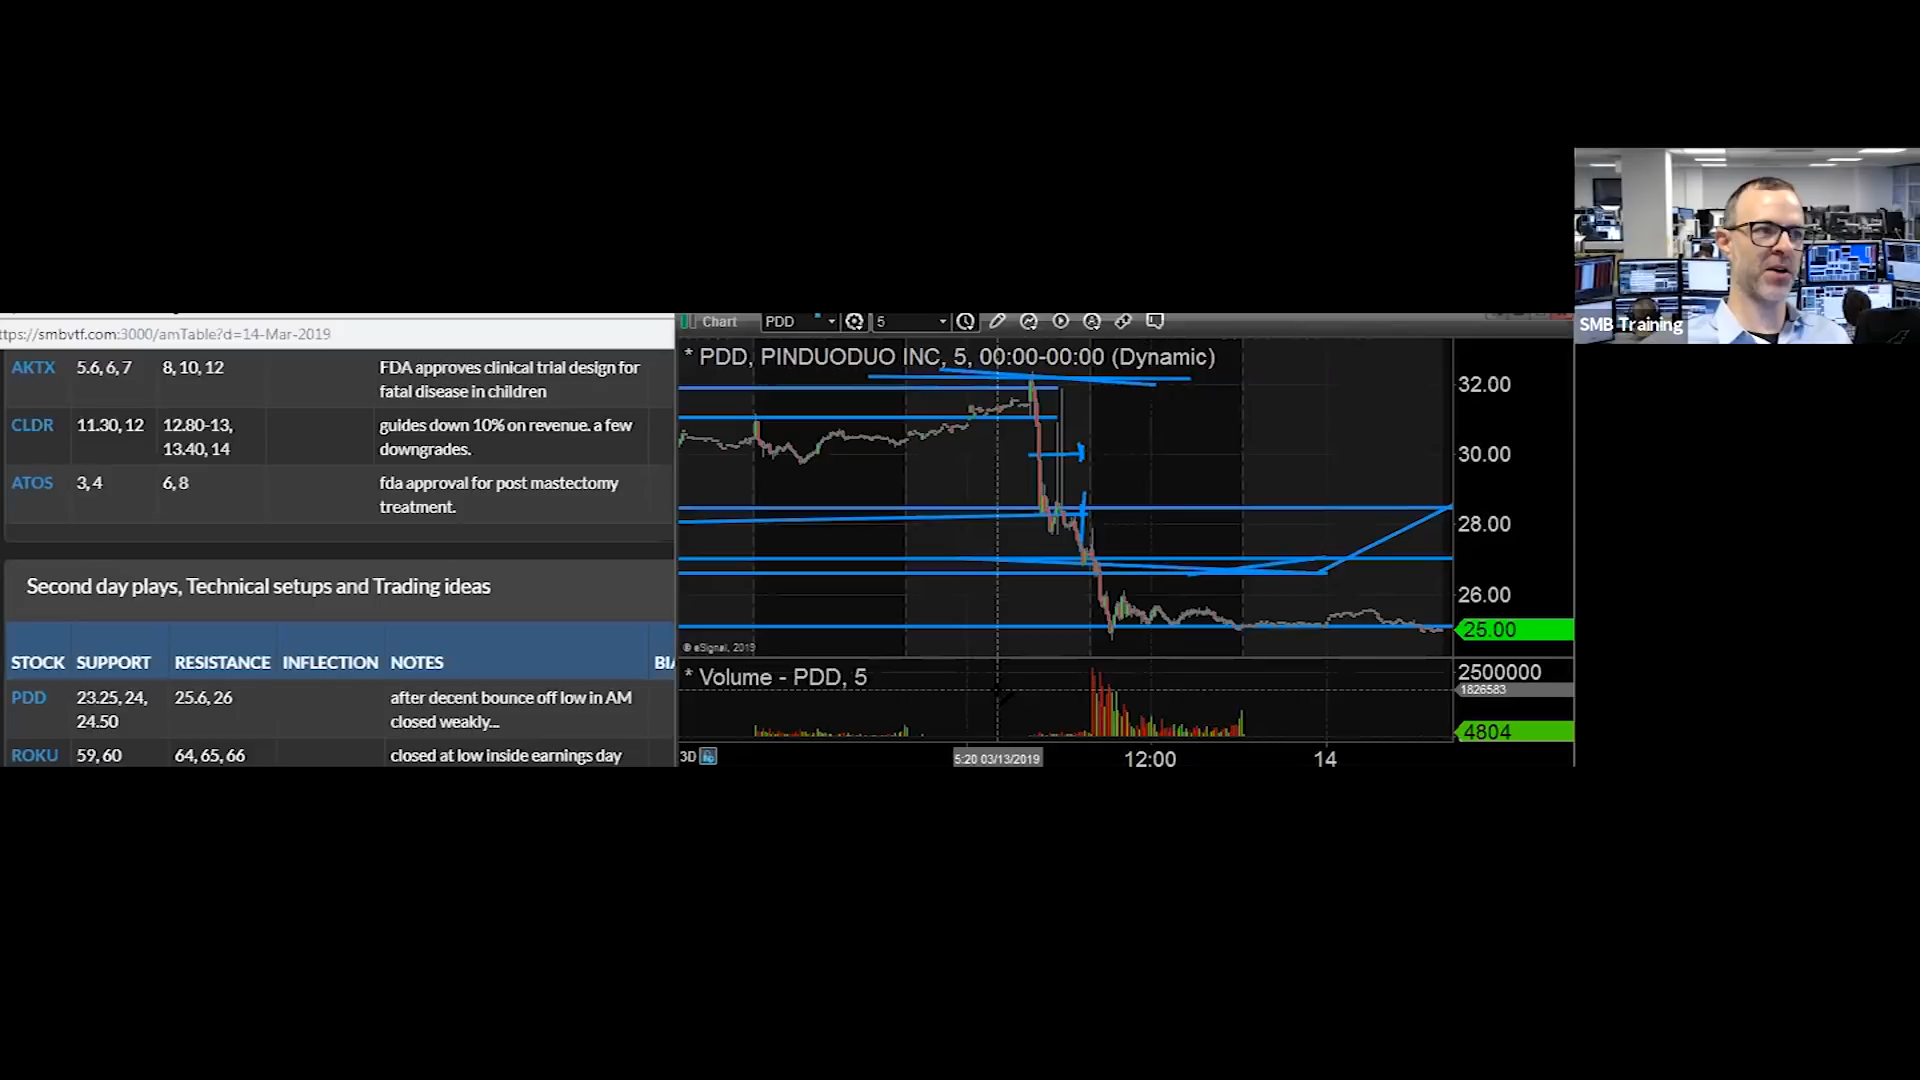 ttps://smbvtf.com:3000/amTable?d=14-Mar-2019
AKTX 5.6, 6, 7 8, 10, 12 FDA approves clinical trial design for
fatal disease in children
CLDR 11.30, 12 12.80-13, guides down 10% on revenue. a few
13.40, 14 downgrades.
ATOS 3, 4 6, 8 fda approval for post mastectomy
treatment.
Second day plays, Technical setups and Trading ideas
STOCK SUPPORT RESISTANCE INFLECTION NOTES BIA
PDD 23.25, 24, 25.6, 26 after decent bounce off low in AM
24.50 closed weakly...
ROKU 59, 60 64, 65, 66 closed at low inside earnings day
Chart PDD 5
* PDD, PINDUODUO INC, 5, 00:00-00:00 (Dynamic)
32.00
30.00
28.00
26.00
25.00
© eSignal, 2019
* Volume - PDD, 5
2500000
1826583
4804
3D 5:20 03/13/2019 12:00 14
SMB Training